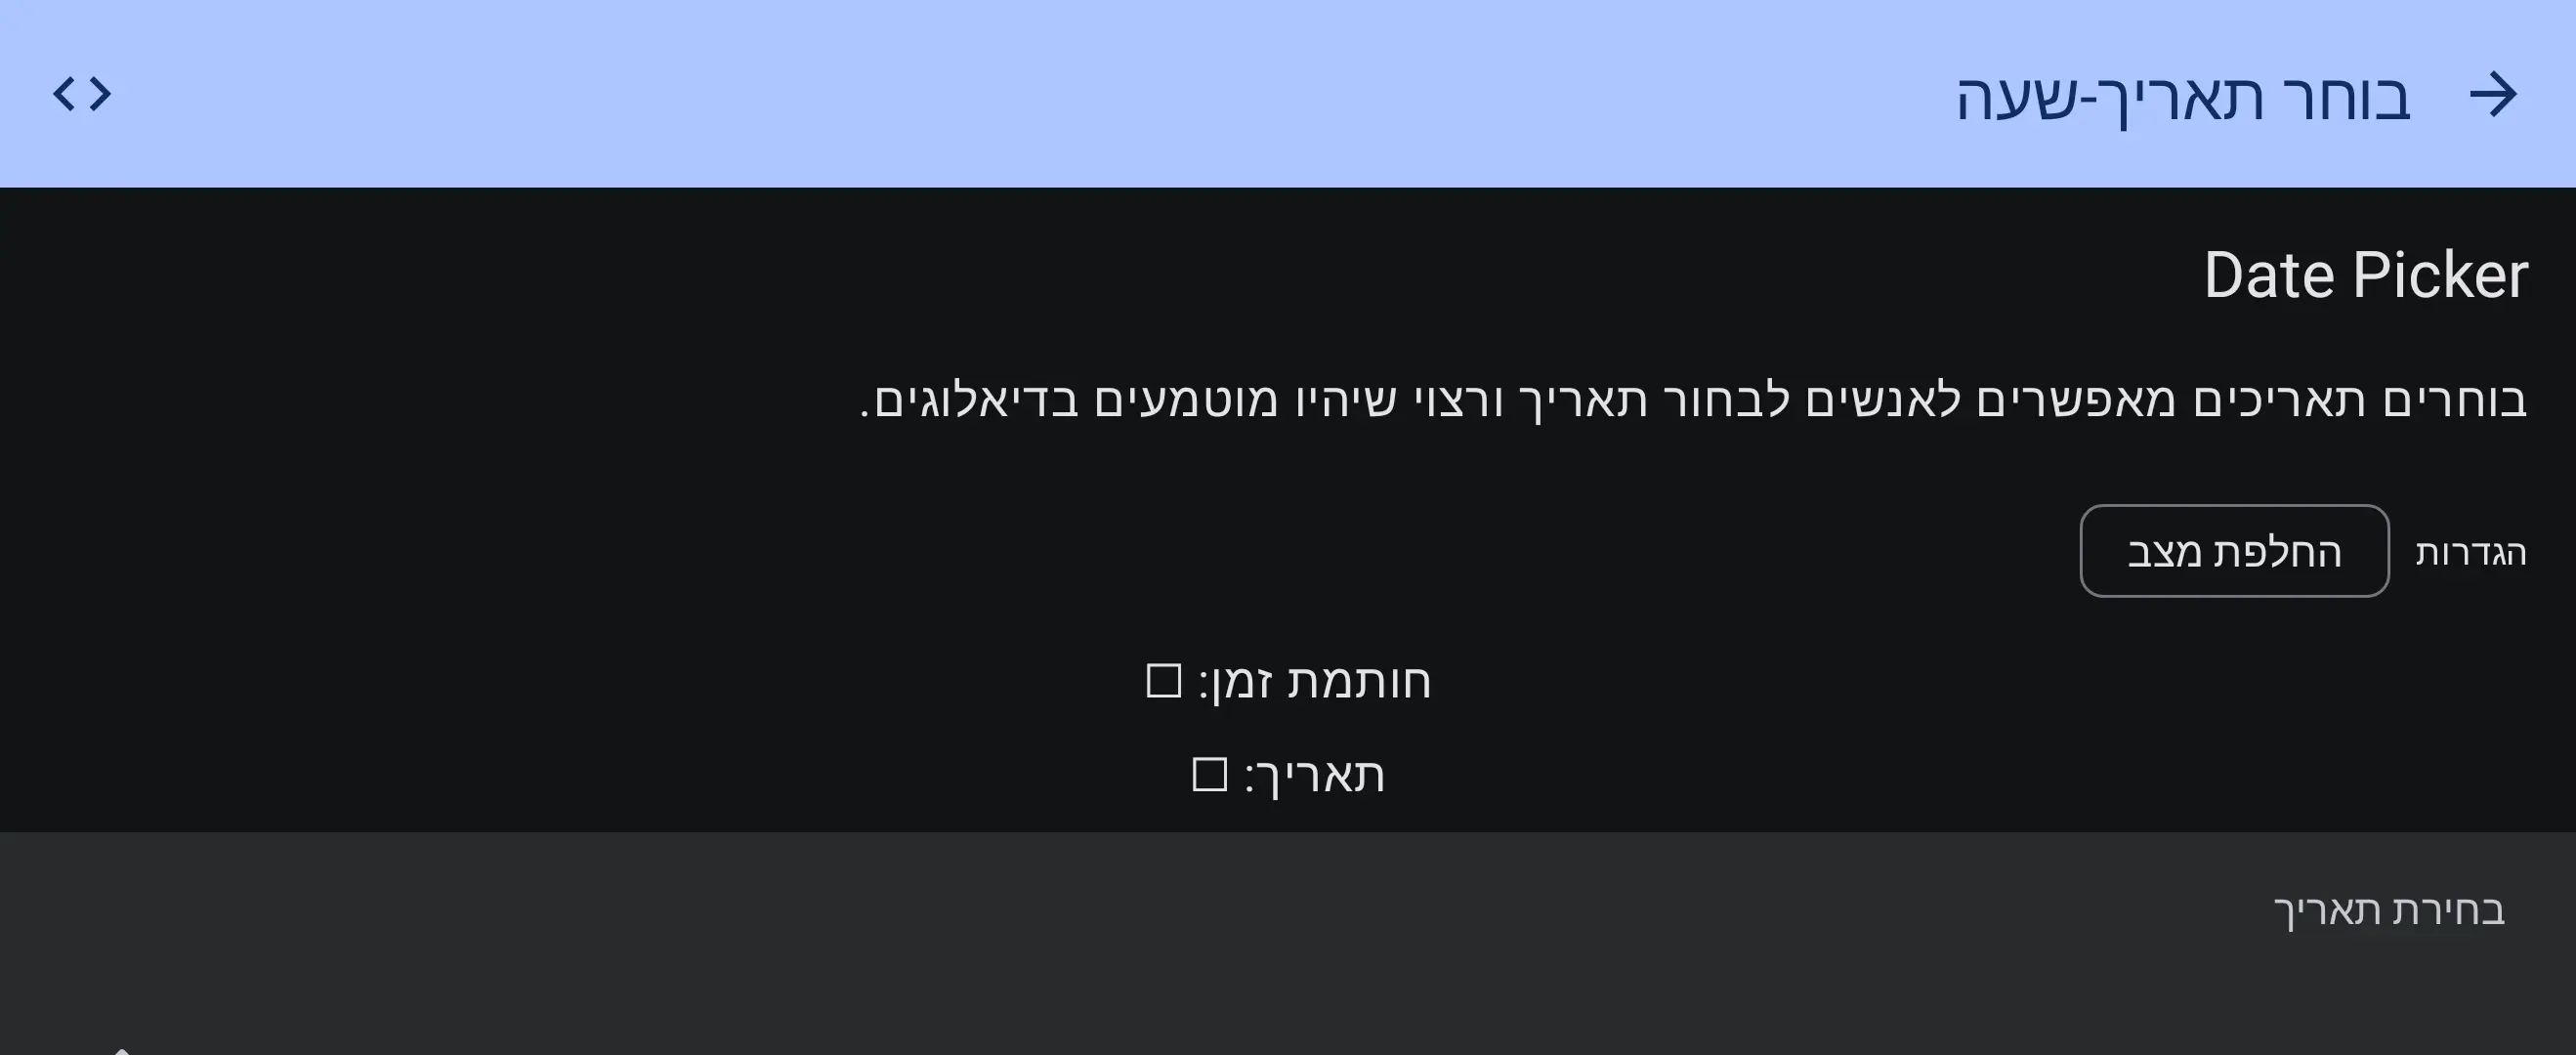 בוחר תאריך-שעה
Date Picker
בוחרים תאריכים מאפשרים לאנשים לבחור תאריך ורצוי שיהיו מוטמעים בדיאלוגים.
הגדרות
החלפת מצב
חותמת זמן: □
תאריך: □
בחירת תאריך